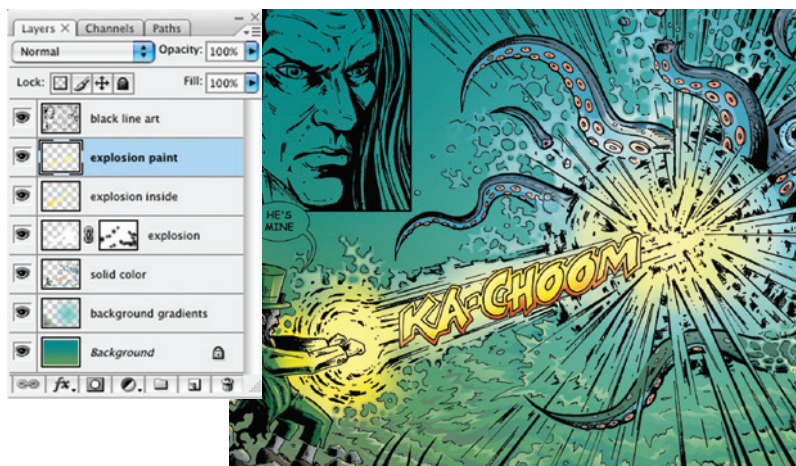 Layers × Channels Paths
Normal Opacity: 100%
Lock: Fill: 100%
black line art
explosion paint
explosion inside
explosion
solid color
background gradients
Background
fx.
HE'S
MINE
KA-CHOOM